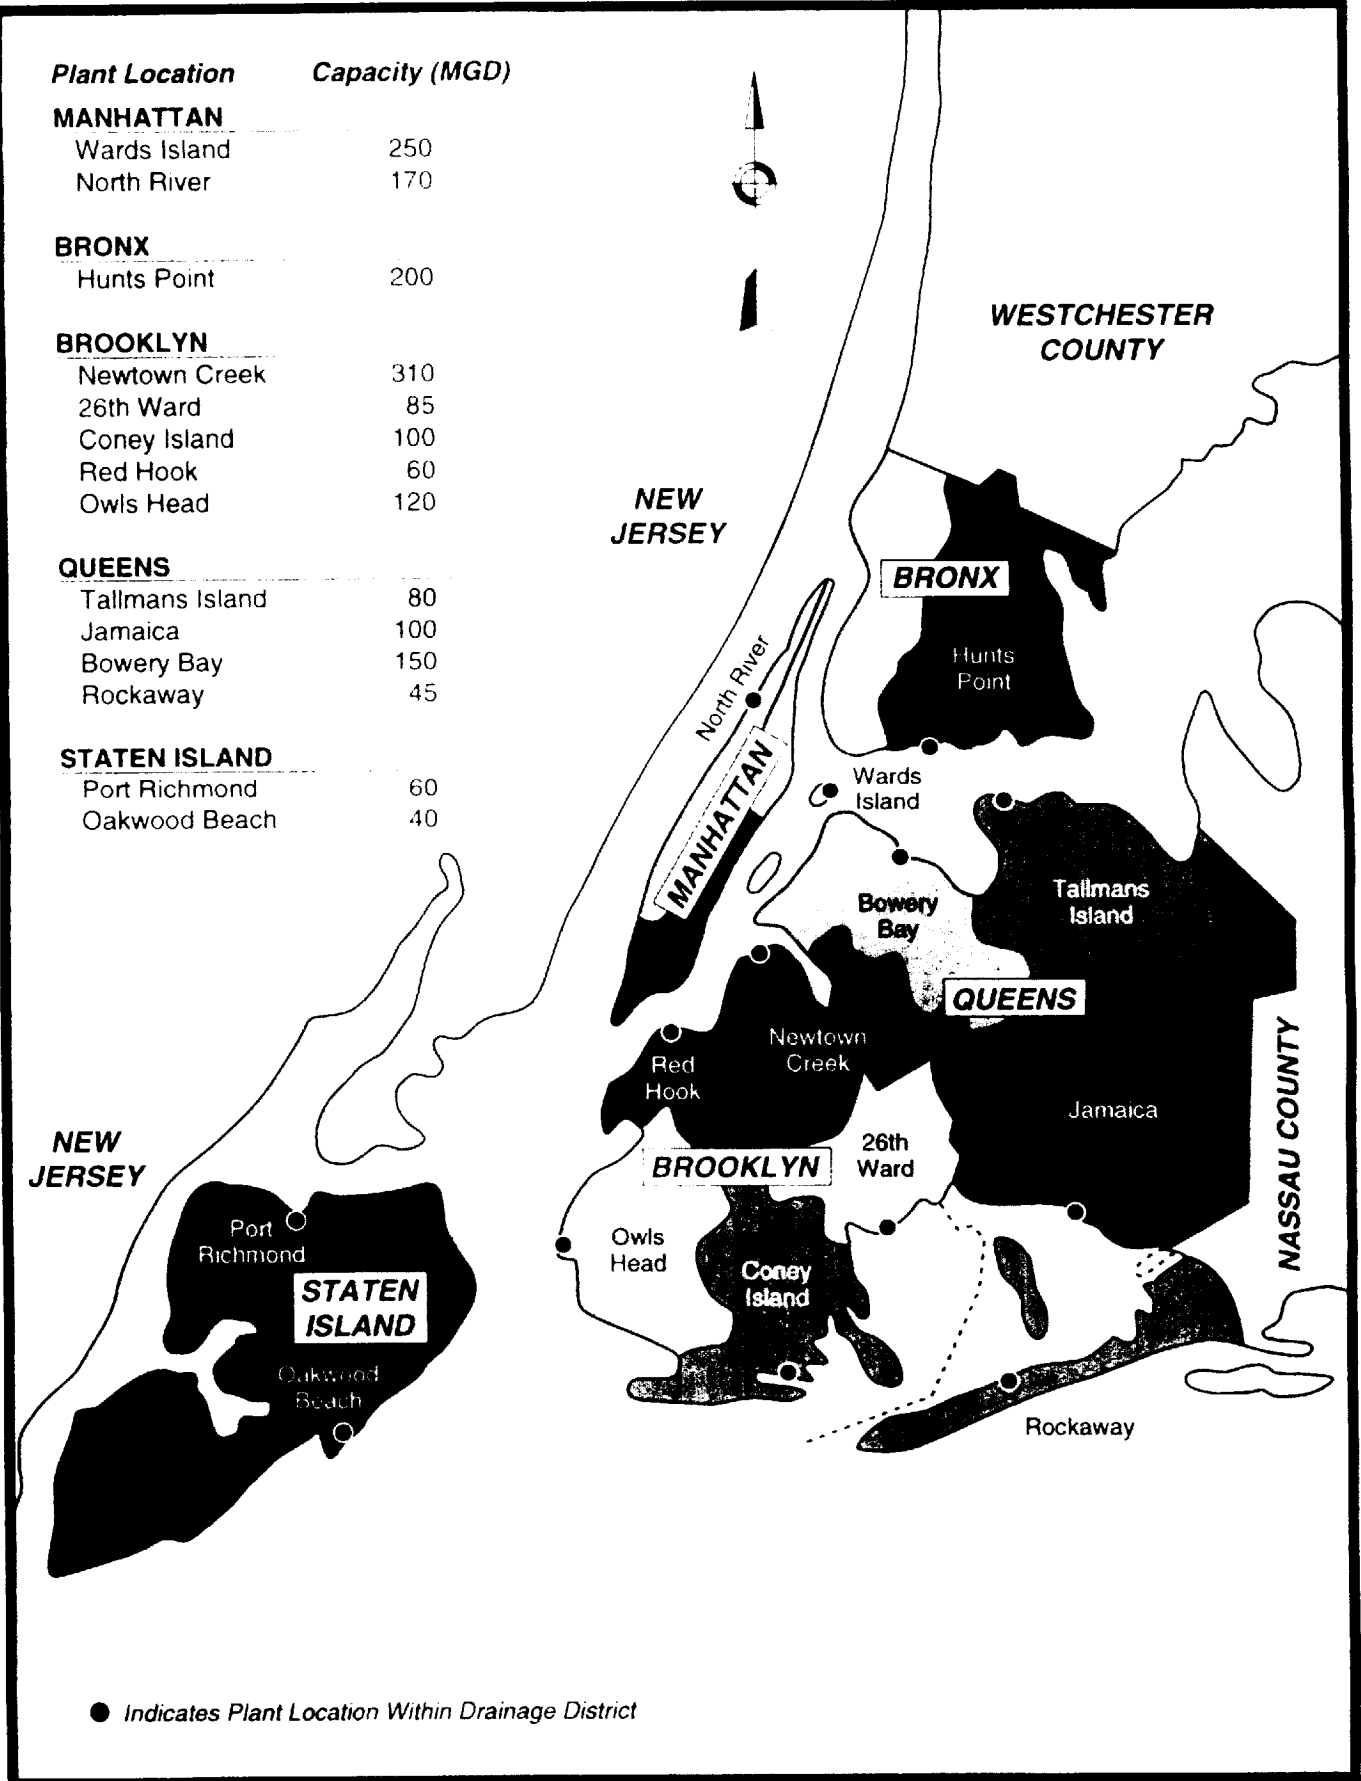 Plant Location Capacity (MGD)
MANHATTAN
Wards Island 250
North River 170
BRONX
Hunts Point 200
BROOKLYN
Newtown Creek 310
26th Ward 85
Coney Island 100
Red Hook 60
Owls Head 120
QUEENS
Tallmans Island 80
Jamaica 100
Bowery Bay 150
Rockaway 45
STATEN ISLAND
Port Richmond 60
Oakwood Beach 40
WESTCHESTER
COUNTY
NEW
JERSEY
BRONX
Hunts
Point
North River
MANHATTAN
Wards
Island
Tallmans
Island
Bowery
Bay
QUEENS
Newtown
Creek
Red
Hook
Jamaica
NASSAU COUNTY
NEW
JERSEY
26th
Ward
BROOKLYN
Port
Richmond
Owls
Head
Coney
Island
STATEN
ISLAND
Oakwood
Beach
Rockaway
Indicates Plant Location Within Drainage District